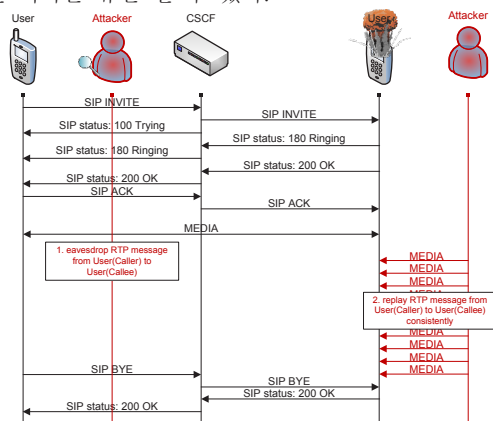 User
Attacker
CSCF
User
Attacker
SIP INVITE
SIP INVITE
SIP status: 100 Trying
SIP status: 180 Ringing
SIP status: 180 Ringing
SIP status: 200 OK
SIP status: 200 OK
SIP ACK
SIP ACK
MEDIA
1. eavesdrop RTP message
from User(Caller) to
User(Callee)
MEDIA
MEDIA
MEDIA
2. replay RTP message from
User(Caller) to User(Callee)
consistently
MEDIA
MEDIA
MEDIA
MEDIA
SIP BYE
SIP BYE
SIP status: 200 OK
SIP status: 200 OK